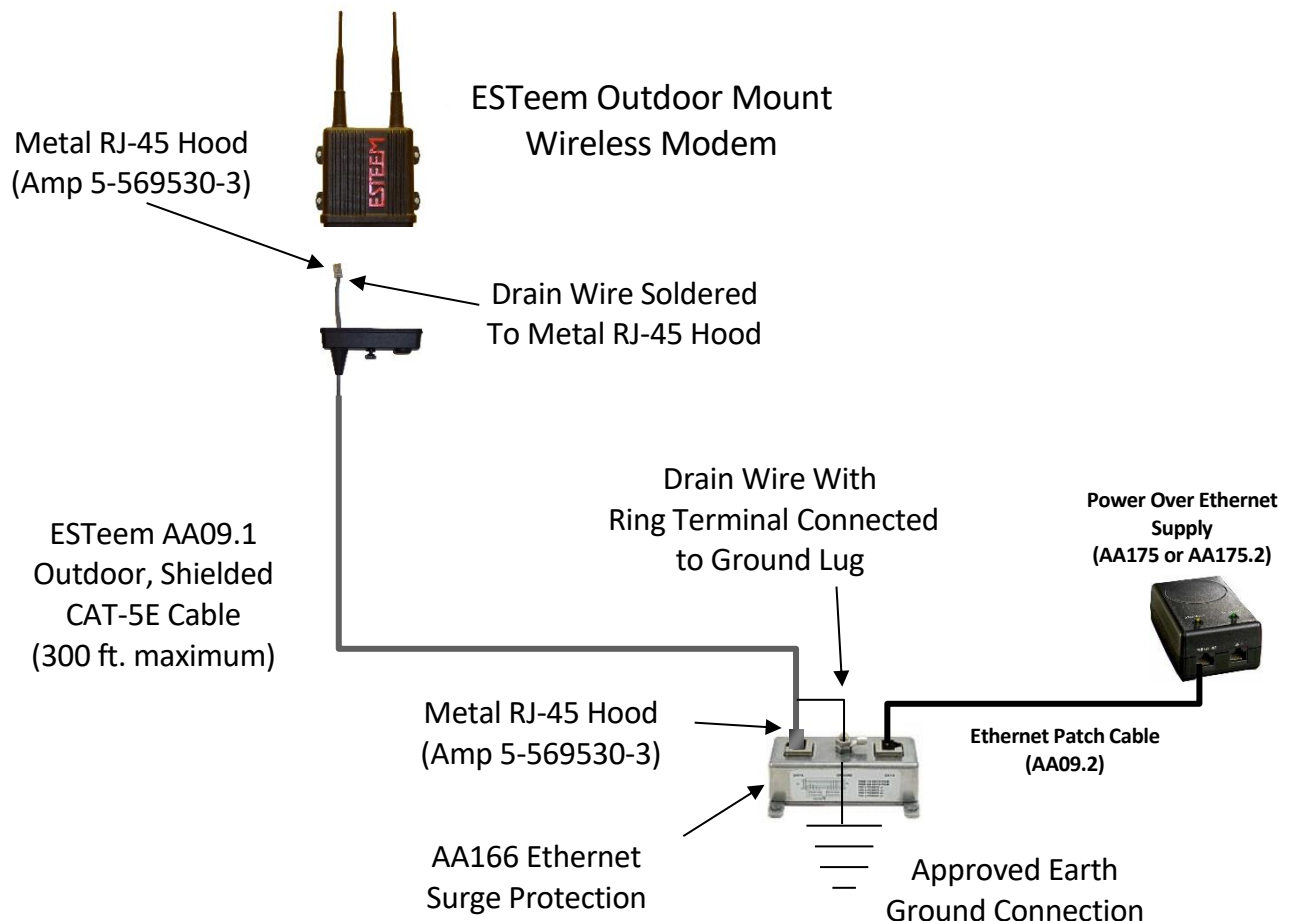 ESTeem Outdoor Mount
Wireless Modem
Metal RJ-45 Hood
(Amp 5-569530-3)
ESTEEM
Drain Wire Soldered
To Metal RJ-45 Hood
Drain Wire With
Ring Terminal Connected
to Ground Lug
Power Over Ethernet
Supply
(AA175 or AA175.2)
ESTeem AA09.1
Outdoor, Shielded
CAT-5E Cable
(300 ft. maximum)
Metal RJ-45 Hood
(Amp 5-569530-3)
Ethernet Patch Cable
(AA09.2)
AA166 Ethernet
Surge Protection
Approved Earth
Ground Connection